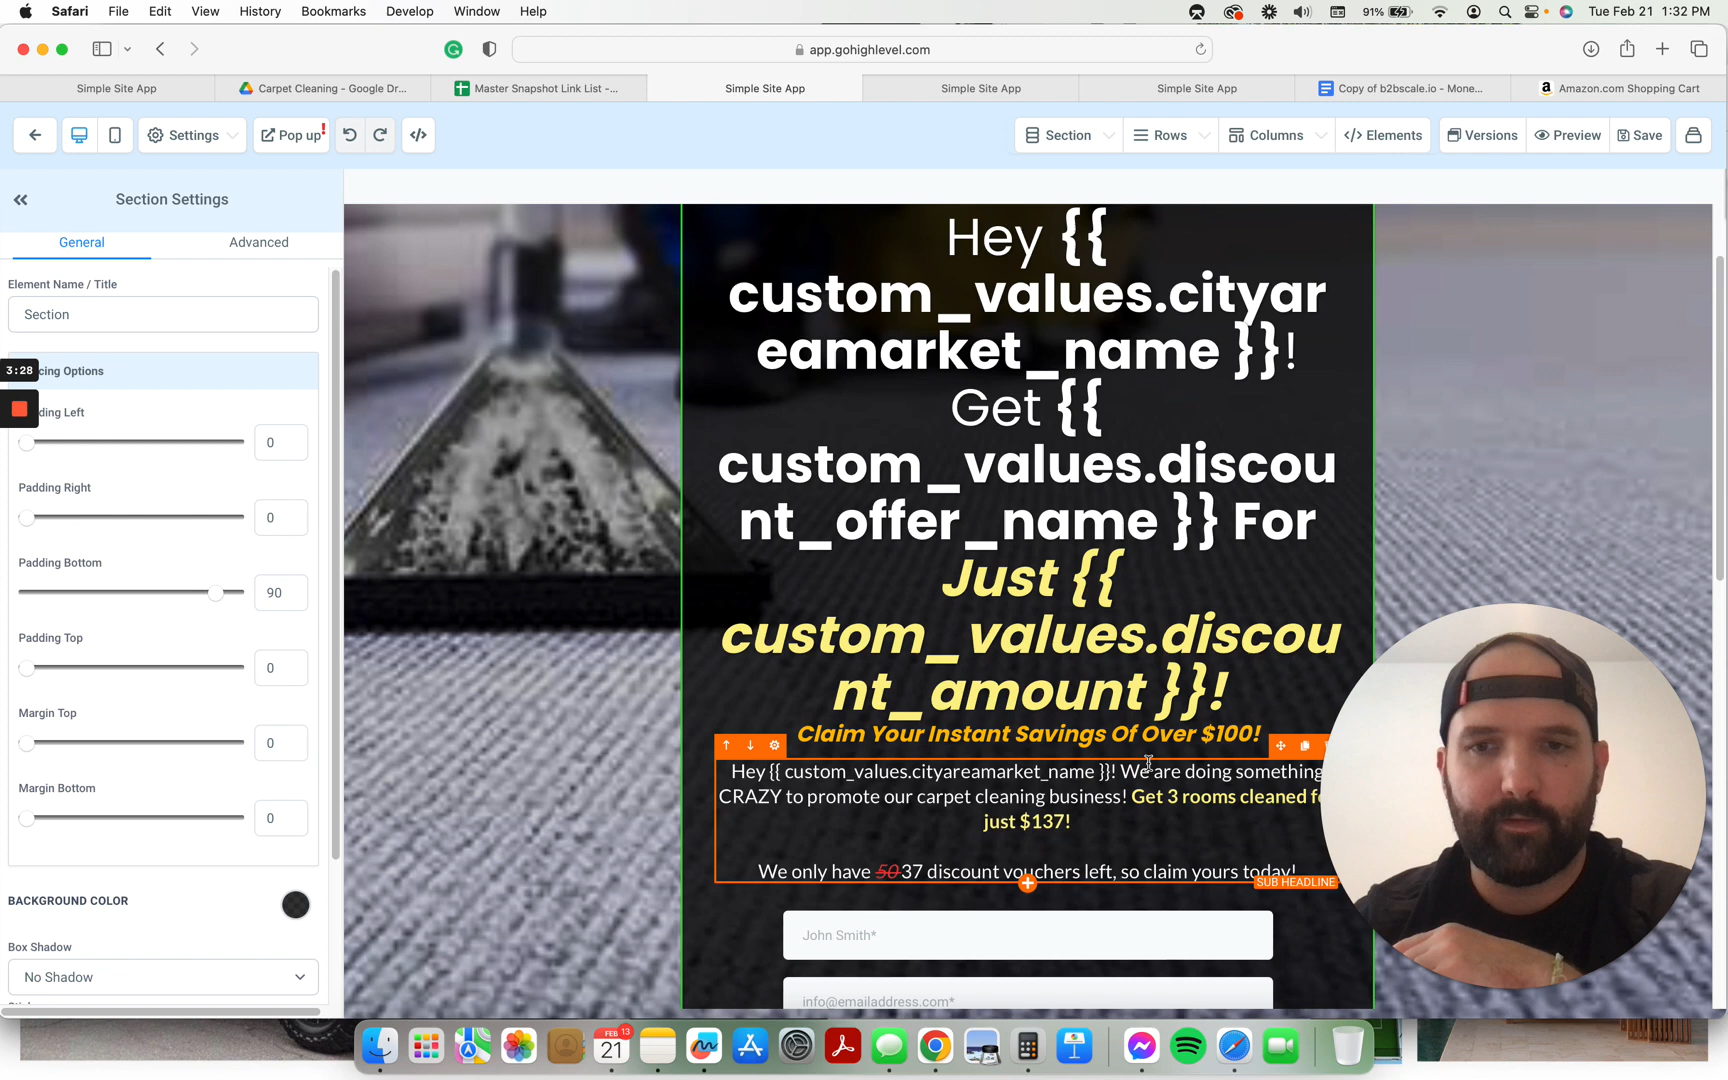 Safari File Edit View History Bookmarks Develop Window Help
91% Tue Feb 21 1:32 PM
app.gohighlevel.com
Simple Site App
Carpet Cleaning - Google Dr...
Master Snapshot Link List -...
Simple Site App
Simple Site App
Simple Site App
Copy of b2bscale.io - Mone...
Amazon.com Shopping Cart
Settings
Pop up!
Section
Rows
Columns
</> Elements
Versions
Preview
Save
Section Settings
General
Advanced
Element Name / Title
Section
3:28
cing Options
ding Left
0
Padding Right
0
Padding Bottom
90
Padding Top
0
Margin Top
0
Margin Bottom
0
BACKGROUND COLOR
Box Shadow
No Shadow
Hey {{
custom_values.cityar
eamarket_name }}!
Get {{
custom_values.discou
nt_offer_name }} For
Just {{
custom_values.discou
nt_amount }}!
Claim Your Instant Savings Of Over $100!
Hey {{ custom_values.cityareamarket_name }}! We are doing something
CRAZY to promote our carpet cleaning business! Get 3 rooms cleaned f
just $137!
We only have 50 37 discount vouchers left, so claim yours today!
SUB HEADLINE
John Smith*
info@emailaddress.com*
FEB 13
21